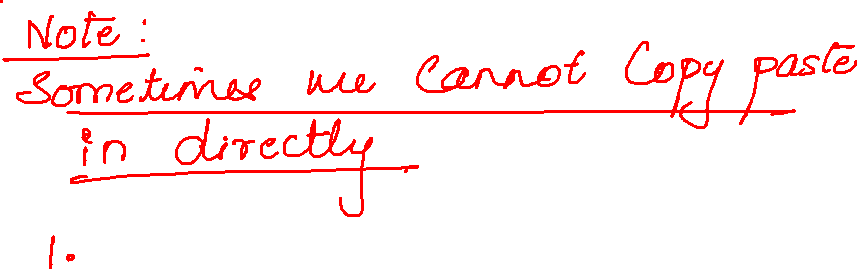 Note:
Sometimes we cannot copy paste
in directly
1.